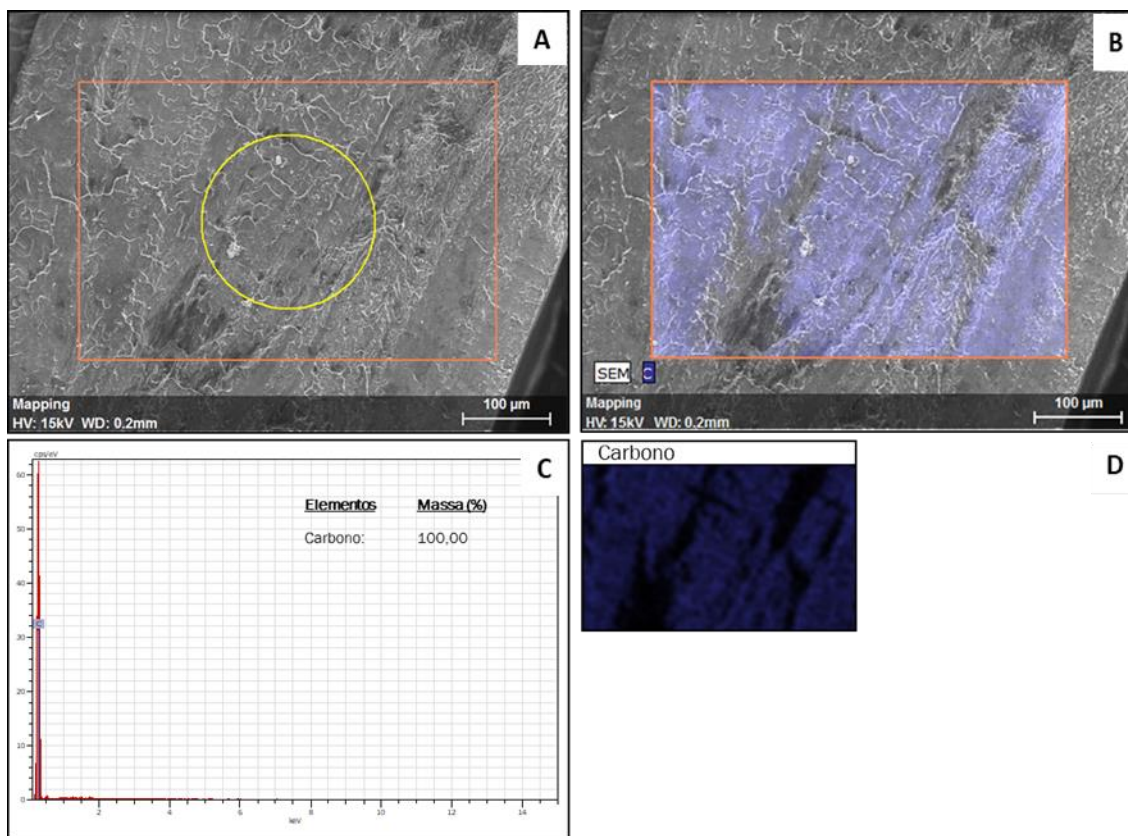 A
Mapping
HV: 15kV WD: 0.2mm
100 µm
B
SEM C
Mapping
HV: 15kV WD: 0.2mm
100 µm
C
cps/eV
60
50
40
30
20
10
0
2 4 6 8 10 12 14
keV
Elementos Massa (%)
Carbono: 100,00
C
D
Carbono